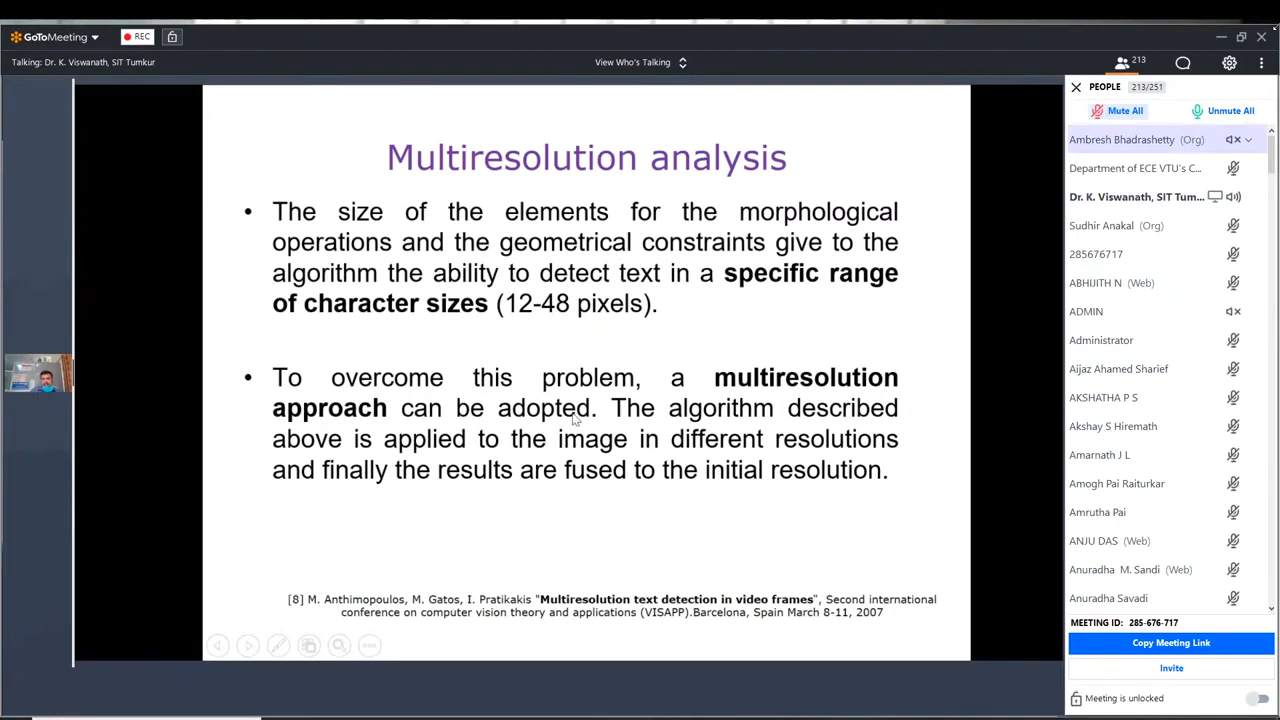 GoToMeeting
REC
Talking: Dr. K. Viswanath, SIT Tumkur
View Who's Talking
213
Multiresolution analysis
• The size of the elements for the morphological
operations and the geometrical constraints give to the
algorithm the ability to detect text in a specific range
of character sizes (12-48 pixels).
• To overcome this problem, a multiresolution
approach can be adopted. The algorithm described
above is applied to the image in different resolutions
and finally the results are fused to the initial resolution.
[8] M. Anthimopoulos, M. Gatos, I. Pratikakis "Multiresolution text detection in video frames", Second international
conference on computer vision theory and applications (VISAPP).Barcelona, Spain March 8-11, 2007
PEOPLE 213/251
Mute All Unmute All
Ambresh Bhadrashetty (Org)
Department of ECE VTU's C...
Dr. K. Viswanath, SIT Tum...
Sudhir Anakal (Org)
285676717
ABHIJITH N (Web)
ADMIN
Administrator
Aijaz Ahamed Sharief
AKSHATHA P S
Akshay S Hiremath
Amarnath J L
Amogh Pai Raiturkar
Amrutha Pai
ANJU DAS (Web)
Anuradha M. Sandi (Web)
Anuradha Savadi
MEETING ID: 285-676-717
Copy Meeting Link
Invite
Meeting is unlocked